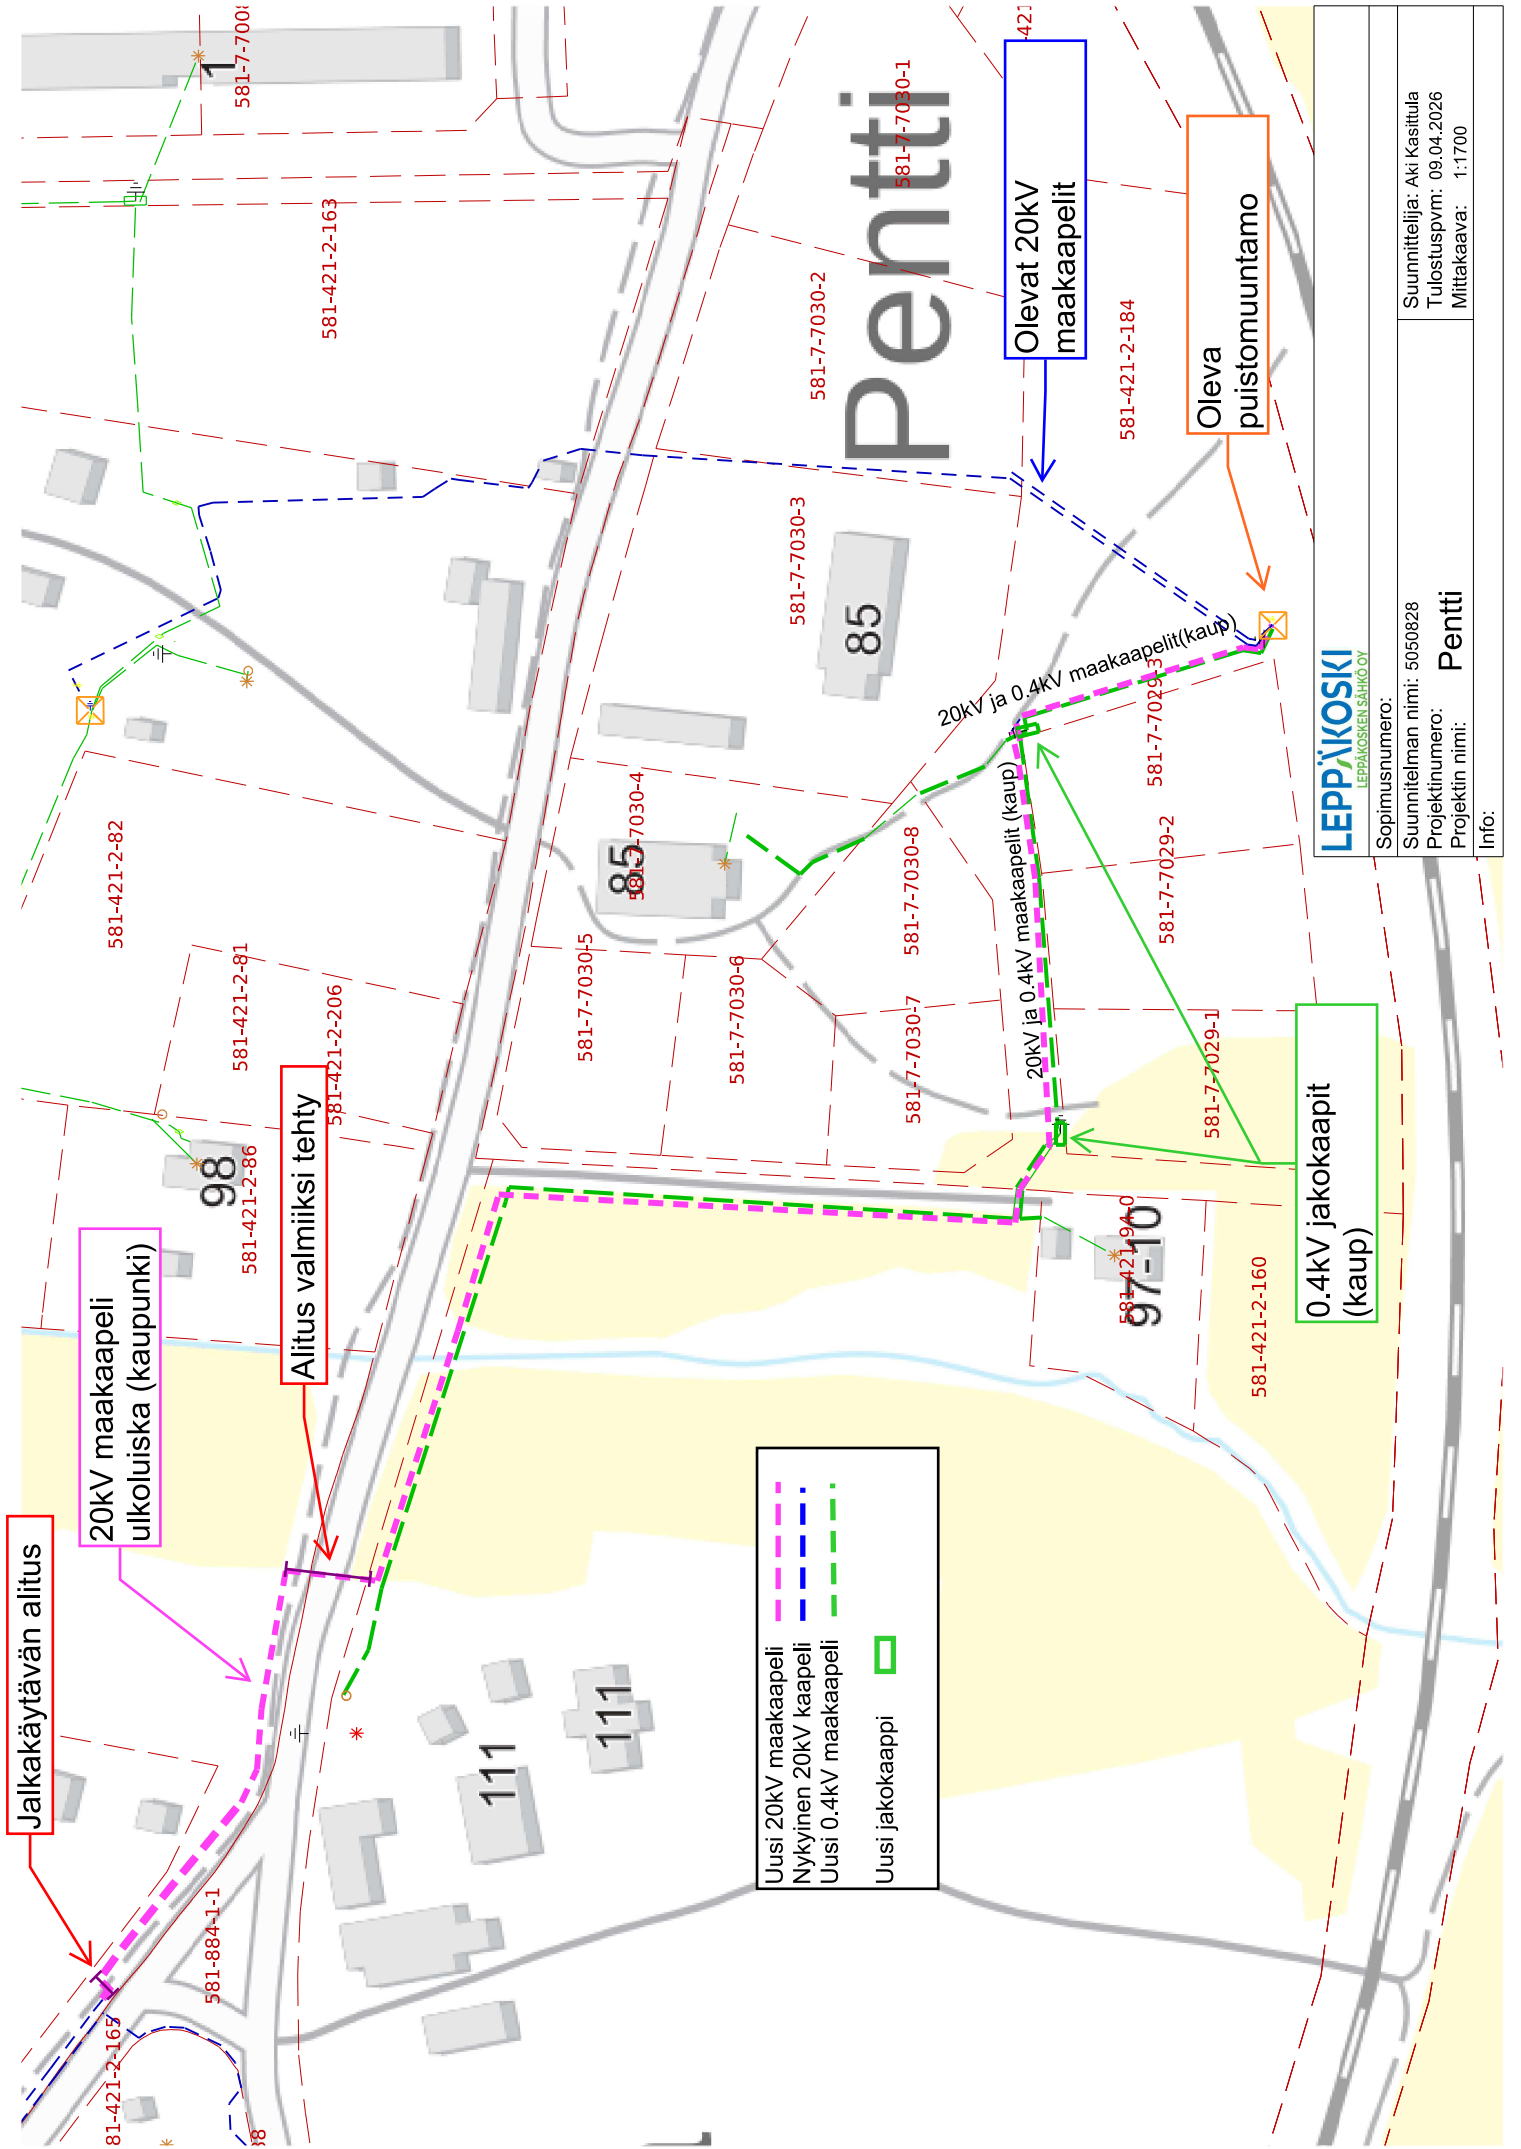 Jalkakäytävän alitus
20kV maakaapeli
ulkoluiska (kaupunki)
Alitus valmiiksi tehty
Olevat 20kV
maakaapelit
Oleva
puistomuuntamo
0.4kV jakokaapit
(kaup)
20kV ja 0.4kV maakaapelit(kaup)
20kV ja 0.4kV maakaapelit (kaup)
Pentti
1
581-421-2-163
581-7-7030-1
581-7-7030-2
581-421-2-184
581-7-7030-3
85
581-7-7029-3
581-7-7030-4
85
581-7-7030-8
581-7-7029-2
581-421-2-82
581-421-2-81
581-421-2-206
581-7-7030-5
581-7-7030-6
581-7-7030-7
581-7-7029-1
98
581-421-2-86
97-10
581-421-2-160
111
111
581-884-1-1
Uusi 20kV maakaapeli
Nykyinen 20kV kaapeli
Uusi 0.4kV maakaapeli
Uusi jakokaappi
LEPPÄKOSKI
LEPPÄKOSKEN SÄHKÖ OY
Sopimusnumero:
Suunnitelman nimi: 5050828
Projektinumero:
Projektin nimi: Pentti
Info:
Suunnittelija: Aki Kasittula
Tulostuspvm: 09.04.2026
Mittakaava: 1:1700